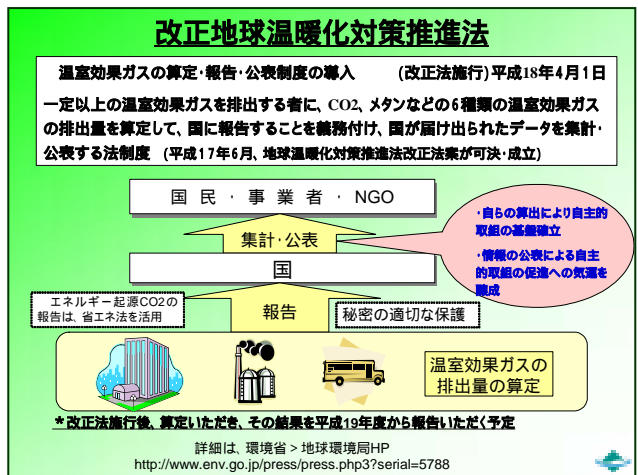 改正地球温暖化対策推進法
温室効果ガスの算定・報告・公表制度の導入　　(改正法施行)平成18年4月1日
一定以上の温室効果ガスを排出する者に、CO2、メタンなどの6種類の温室効果ガス
の排出量を算定して、国に報告することを義務付け、国が届け出られたデータを集計・
公表する法制度　(平成17年6月、地球温暖化対策推進法改正法案が可決・成立)
国民・事業者・NGO
集計・公表
・自らの算出により自主的
取組の基盤確立
・情報の公表による自主
的取組の促進への気運を
醸成
国
エネルギー起源CO2の
報告は、省エネ法を活用
報告
秘密の適切な保護
温室効果ガスの
排出量の算定
*改正法施行後、算定いただき、その結果を平成19年度から報告いただく予定
詳細は、環境省>地球環境局HP
http://www.env.go.jp/press/press.php3?serial=5788